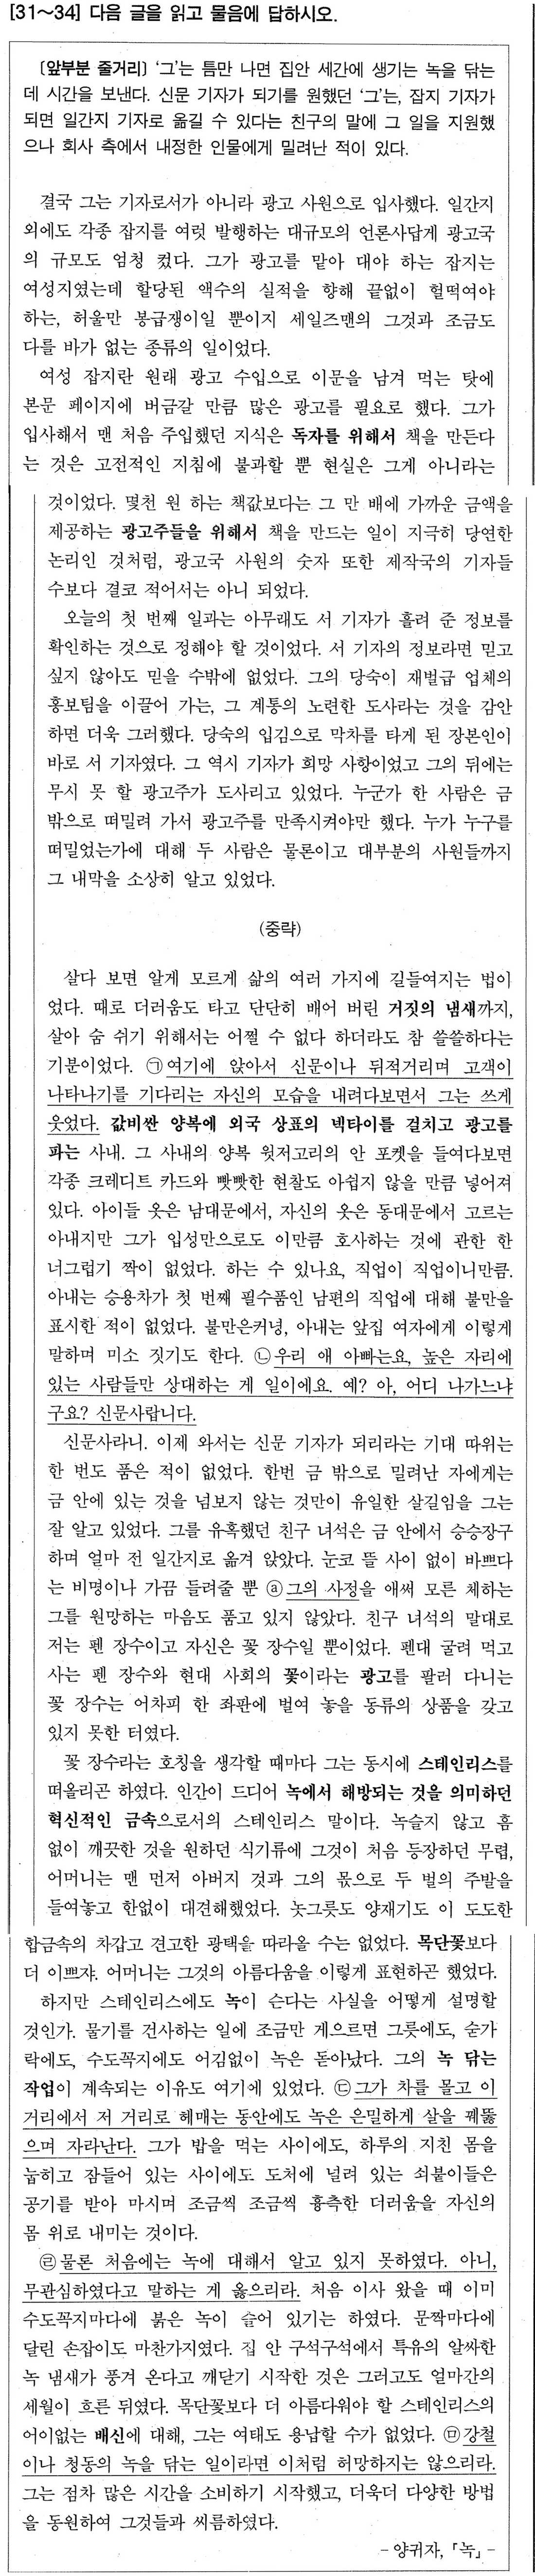 [31～34] 다음 글을 읽고 물음에 답하시오.
〔앞부분 줄거리〕 ‘그’는 틈만 나면 집안 세간에 생기는 녹을 닦는
데 시간을 보낸다. 신문 기자가 되기를 원했던 ‘그’는, 잡지 기자가
되면 일간지 기자로 옮길 수 있다는 친구의 말에 그 일을 지원했
으나 회사 측에서 내정한 인물에게 밀려난 적이 있다.
결국 그는 기자로서가 아니라 광고 사원으로 입사했다. 일간지
외에도 각종 잡지를 여럿 발행하는 대규모의 언론사답게 광고국
의 규모도 엄청 컸다. 그가 광고를 맡아 대야 하는 잡지는
여성지였는데 할당된 액수의 실적을 향해 끝없이 헐떡여야
하는, 허울만 봉급쟁이일 뿐이지 세일즈맨의 그것과 조금도
다를 바가 없는 종류의 일이었다.
여성 잡지란 원래 광고 수입으로 이문을 남겨 먹는 탓에
본문 페이지에 버금갈 만큼 많은 광고를 필요로 했다. 그가
입사해서 맨 처음 주입했던 지식은 독자를 위해서 책을 만든다
는 것은 고전적인 지침에 불과할 뿐 현실은 그게 아니라는
것이었다. 몇천 원 하는 책값보다는 그 만 배에 가까운 금액을
제공하는 광고주들을 위해서 책을 만드는 일이 지극히 당연한
논리인 것처럼, 광고국 사원의 숫자 또한 제작국의 기자들
수보다 결코 적어서는 아니 되었다.
오늘의 첫 번째 일과는 아무래도 서 기자가 흘려 준 정보를
확인하는 것으로 정해야 할 것이었다. 서 기자의 정보라면 믿고
싶지 않아도 믿을 수밖에 없었다. 그의 당숙이 재벌급 업체의
홍보팀을 이끌어 가는, 그 계통의 노련한 도사라는 것을 감안
하면 더욱 그러했다. 당숙의 입김으로 막차를 타게 된 장본인이
바로 서 기자였다. 그 역시 기자가 희망 사항이었고 그의 뒤에는
무시 못 할 광고주가 도사리고 있었다. 누군가 한 사람은 금
밖으로 떠밀려 가서 광고주를 만족시켜야만 했다. 누가 누구를
떠밀었는가에 대해 두 사람은 물론이고 대부분의 사원들까지
그 내막을 소상히 알고 있었다.
(중략)
살다 보면 알게 모르게 삶의 여러 가지에 길들여지는 법이
었다. 때로 더러움도 타고 단단히 배어 버린 거짓의 냄새까지,
살아 숨 쉬기 위해서는 어쩔 수 없다 하더라도 참 쓸쓸하다는
기분이었다. ㉠여기에 앉아서 신문이나 뒤적거리며 고객이
나타나기를 기다리는 자신의 모습을 내려다보면서 그는 쓰게
웃었다. 값비싼 양복에 외국 상표의 넥타이를 걸치고 광고를
파는 사내. 그 사내의 양복 윗저고리의 안 포켓을 들여다보면
각종 크레디트 카드와 빳빳한 현찰도 아쉽지 않을 만큼 넣어져
있다. 아이들 옷은 남대문에서, 자신의 옷은 동대문에서 고르는
아내지만 그가 입성만으로도 이만큼 호사하는 것에 관한 한
너그럽기 짝이 없었다. 하는 수 있나요, 직업이 직업이니만큼.
아내는 승용차가 첫 번째 필수품인 남편의 직업에 대해 불만을
표시한 적이 없었다. 불만은커녕, 아내는 앞집 여자에게 이렇게
말하며 미소 짓기도 한다. ㉡우리 애 아빠는요, 높은 자리에
있는 사람들만 상대하는 게 일이에요. 예? 아, 어디 나가느냐
구요? 신문사랍니다.
신문사라니. 이제 와서는 신문 기자가 되리라는 기대 따위는
한 번도 품은 적이 없었다. 한번 금 밖으로 밀려난 자에게는
금 안에 있는 것을 넘보지 않는 것만이 유일한 살길임을 그는
잘 알고 있었다. 그를 유혹했던 친구 녀석은 금 안에서 승승장구
하며 얼마 전 일간지로 옮겨 앉았다. 눈코 뜰 사이 없이 바쁘다
는 비명이나 가끔 들려줄 뿐 ⓐ그의 사정을 애써 모른 체하는
그를 원망하는 마음도 품고 있지 않았다. 친구 녀석의 말대로
저는 펜 장수이고 자신은 꽃 장수일 뿐이었다. 펜대 굴려 먹고
사는 펜 장수와 현대 사회의 꽃이라는 광고를 팔러 다니는
꽃 장수는 어차피 한 좌판에 벌여 놓을 동류의 상품을 갖고
있지 못한 터였다.
꽃 장수라는 호칭을 생각할 때마다 그는 동시에 스테인리스를
떠올리곤 하였다. 인간이 드디어 녹에서 해방되는 것을 의미하던
혁신적인 금속으로서의 스테인리스 말이다. 녹슬지 않고 흠
없이 깨끗한 것을 원하던 식기류에 그것이 처음 등장하던 무렵,
어머니는 맨 먼저 아버지 것과 그의 몫으로 두 벌의 주발을
들여놓고 한없이 대견해했었다. 놋그릇도 양재기도 이 도도한
합금속의 차갑고 견고한 광택을 따라올 수는 없었다. 목단꽃보다
더 이쁘쟈. 어머니는 그것의 아름다움을 이렇게 표현하곤 했었다.
하지만 스테인리스에도 녹이 슨다는 사실을 어떻게 설명할
것인가. 물기를 건사하는 일에 조금만 게으르면 그릇에도, 숟가
락에도, 수도꼭지에도 어김없이 녹은 돋아났다. 그의 녹 닦는
작업이 계속되는 이유도 여기에 있었다. ㉢그가 차를 몰고 이
거리에서 저 거리로 헤매는 동안에도 녹은 은밀하게 살을 꿰뚫
으며 자라난다. 그가 밥을 먹는 사이에도, 하루의 지친 몸을
눕히고 잠들어 있는 사이에도 도처에 널려 있는 쇠붙이들은
공기를 받아 마시며 조금씩 조금씩 흉측한 더러움을 자신의
몸 위로 내미는 것이다.
㉣물론 처음에는 녹에 대해서 알고 있지 못하였다. 아니,
무관심하였다고 말하는 게 옳으리라. 처음 이사 왔을 때 이미
수도꼭지마다에 붉은 녹이 슬어 있기는 하였다. 문짝마다에
달린 손잡이도 마찬가지였다. 집 안 구석구석에서 특유의 알싸한
녹 냄새가 풍겨 온다고 깨닫기 시작한 것은 그러고도 얼마간의
세월이 흐른 뒤였다. 목단꽃보다 더 아름다워야 할 스테인리스의
어이없는 배신에 대해, 그는 여태도 용납할 수가 없었다. ㉤강철
이나 청동의 녹을 닦는 일이라면 이처럼 허망하지는 않으리라.
그는 점차 많은 시간을 소비하기 시작했고, 더욱더 다양한 방법
을 동원하여 그것들과 씨름하였다.
- 양귀자, 「녹」 -